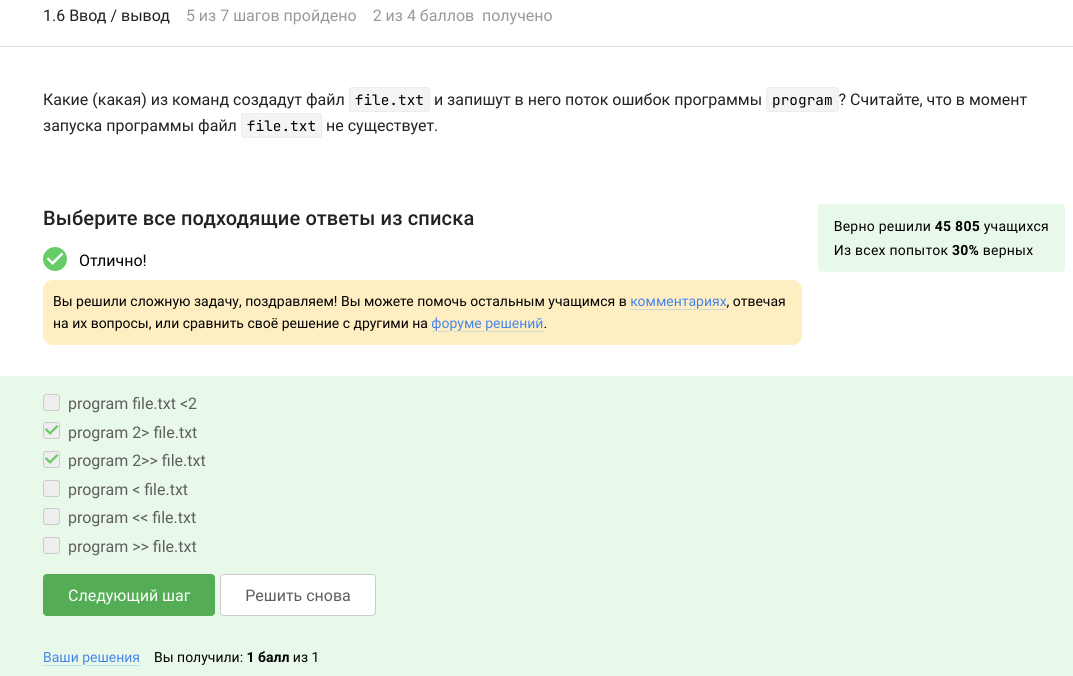 1.6 Ввод / вывод 5 из 7 шагов пройдено 2 из 4 баллов получено
Какие (какая) из команд создадут файл file.txt и запишут в него поток ошибок программы program? Считайте, что в момент
запуска программы файл file.txt не существует.
Выберите все подходящие ответы из списка
Верно решили 45 805 учащихся
Из всех попыток 30% верных
Отлично!
Вы решили сложную задачу, поздравляем! Вы можете помочь остальным учащимся в комментариях, отвечая
на их вопросы, или сравнить своё решение с другими на форуме решений.
program file.txt <2
program 2> file.txt
program 2>> file.txt
program < file.txt
program << file.txt
program >> file.txt
Следующий шаг Решить снова
Ваши решения Вы получили: 1 балл из 1